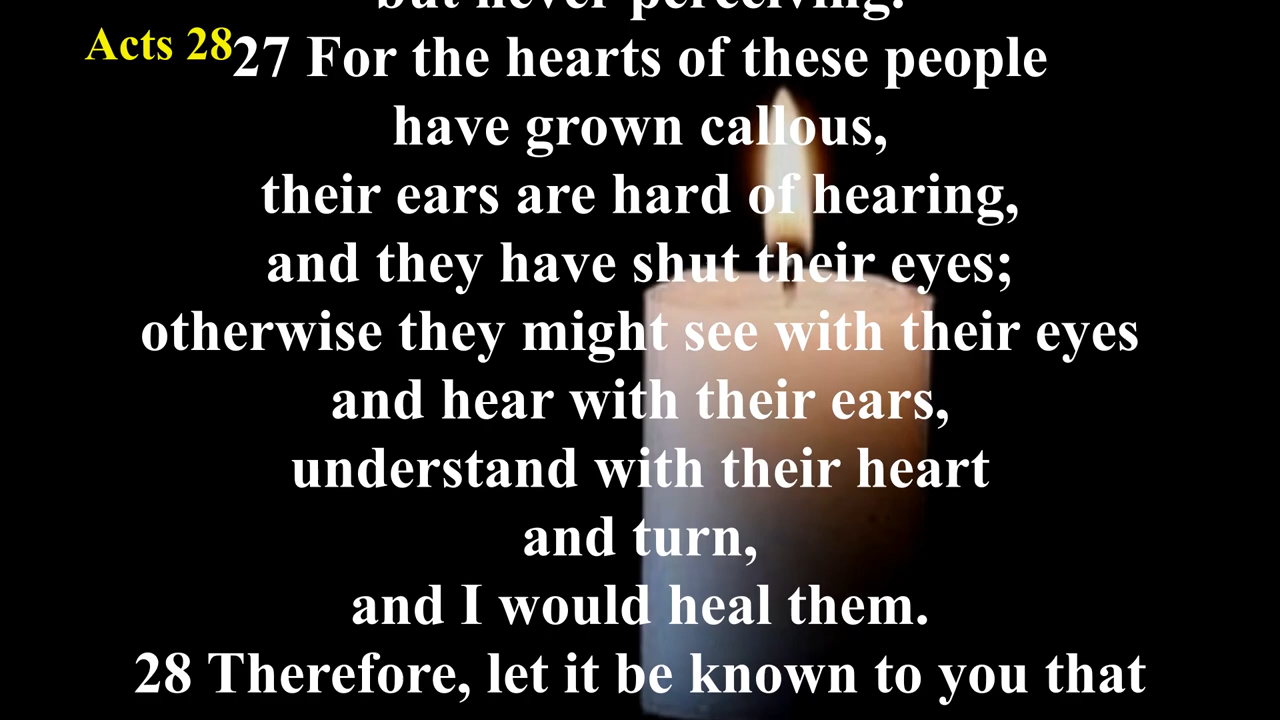 but never perceiving.
Acts 28
27 For the hearts of these people
have grown callous,
their ears are hard of hearing,
and they have shut their eyes;
otherwise they might see with their eyes
and hear with their ears,
understand with their heart
and turn,
and I would heal them.
28 Therefore, let it be known to you that